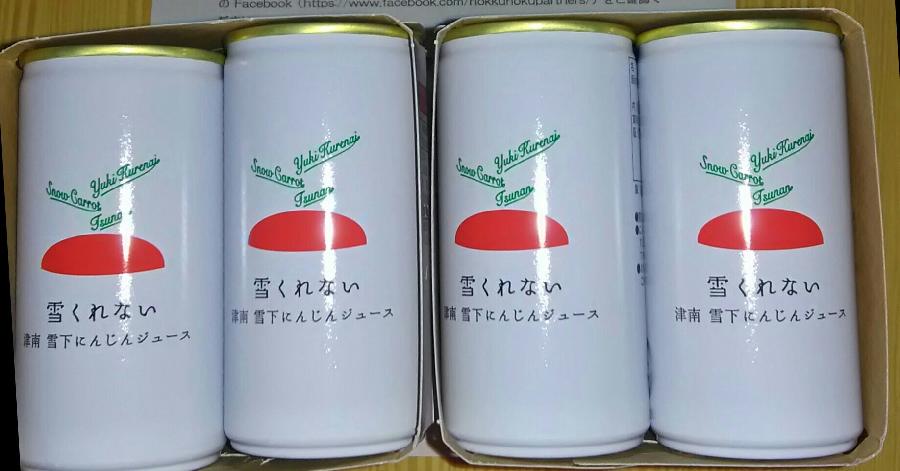 の Facebook (https://www.facebook.com/hokkuhokupartners/) をご確認く
Snow Carrot
Yuki Kurenai
Tsunan
雪くれない
津南 雪下にんじんジュース
Snow Carrot
Yuki Kurenai
Tsunan
雪くれない
津南 雪下にんじんジュース
Snow Carrot
Yuki Kurenai
Tsunan
雪くれない
津南 雪下にんじんジュース
Snow Carrot
Yuki Kurenai
Tsunan
雪くれない
津南 雪下にんじんジュース